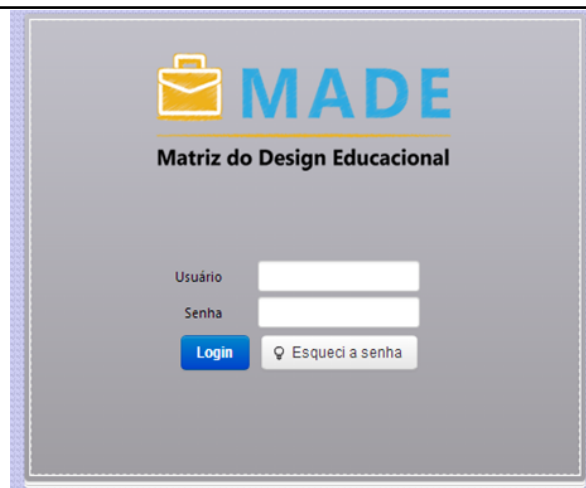 MADE
Matriz do Design Educacional
Usuário
Senha
Login Esqueci a senha